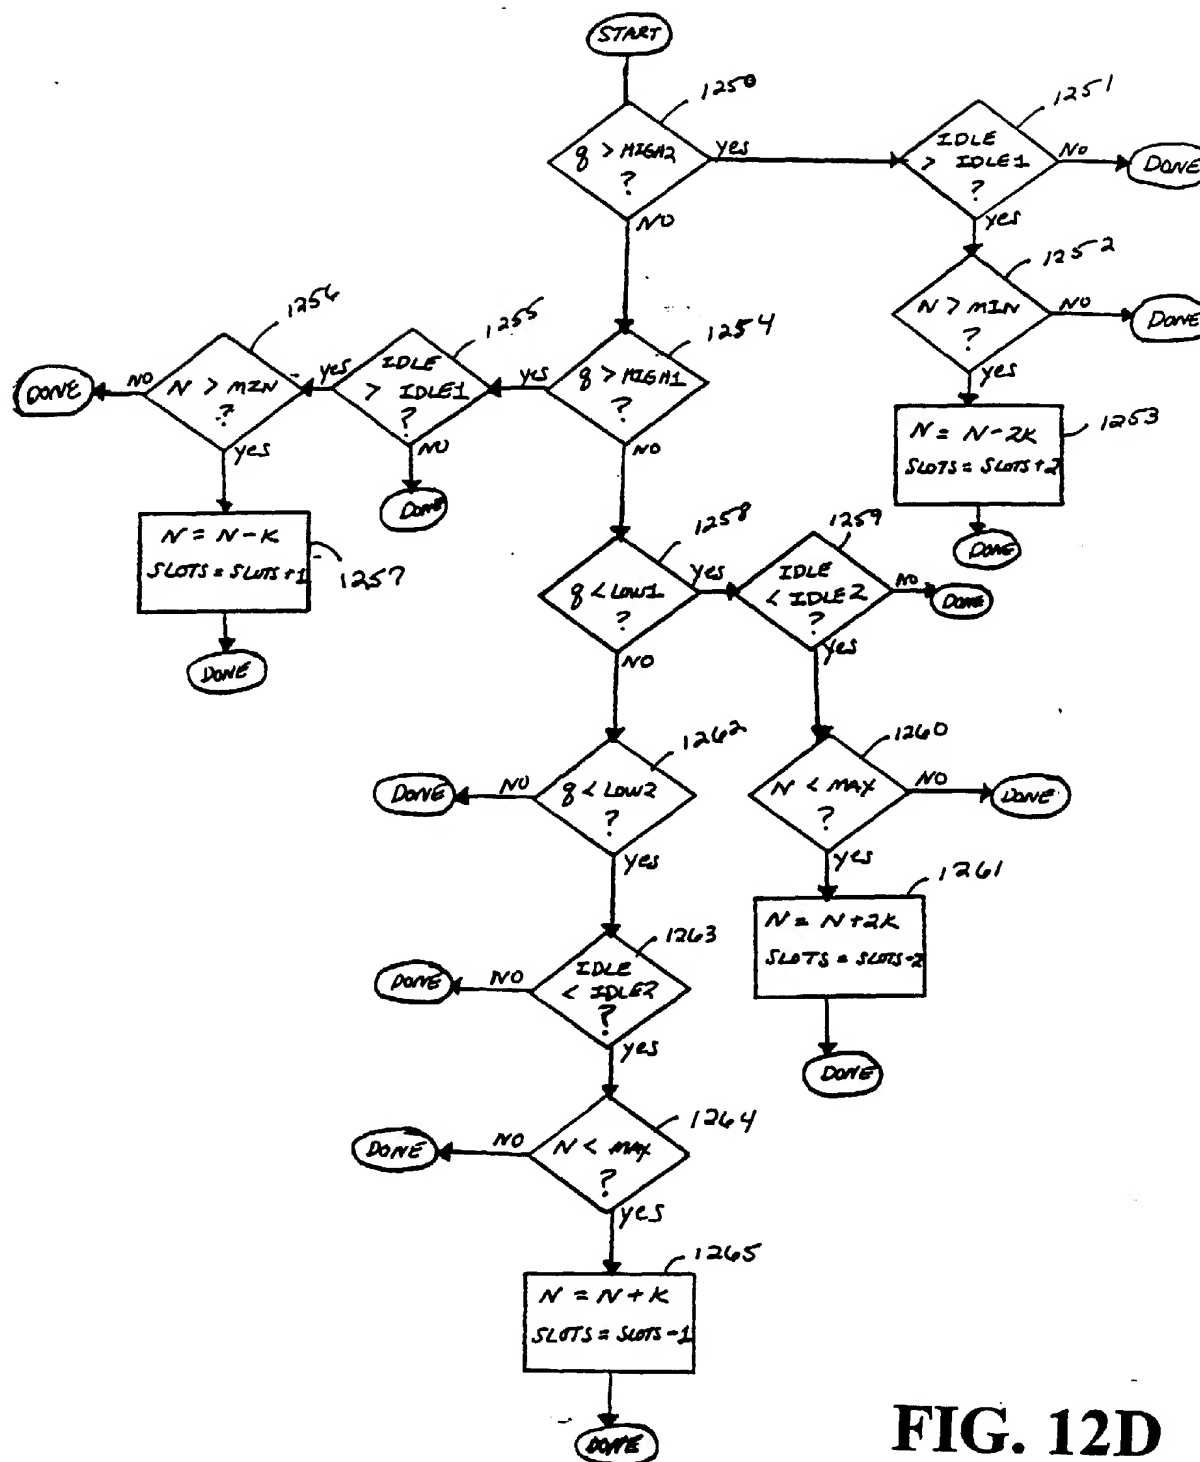 START
1250
q > HIGH2
?
yes
NO
1251
IDLE
> IDLE1
?
NO
DONE
yes
1252
N > MIN
?
NO
DONE
yes
1253
N = N - 2K
SLOTS = SLOTS + 2
DONE
1254
q > HIGH1
?
yes
NO
1255
IDLE
> IDLE1
?
yes
NO
DONE
1256
N > MIN
?
NO
DONE
yes
1257
N = N - K
SLOTS = SLOTS + 1
DONE
1258
q < LOW1
?
yes
NO
1259
IDLE
< IDLE2
?
NO
DONE
yes
1260
N < MAX
?
NO
DONE
yes
1261
N = N + 2K
SLOTS = SLOTS - 2
DONE
1262
q < LOW2
?
NO
DONE
yes
1263
IDLE
< IDLE2
?
NO
DONE
yes
1264
N < MAX
?
NO
DONE
yes
1265
N = N + K
SLOTS = SLOTS - 1
DONE
FIG. 12D